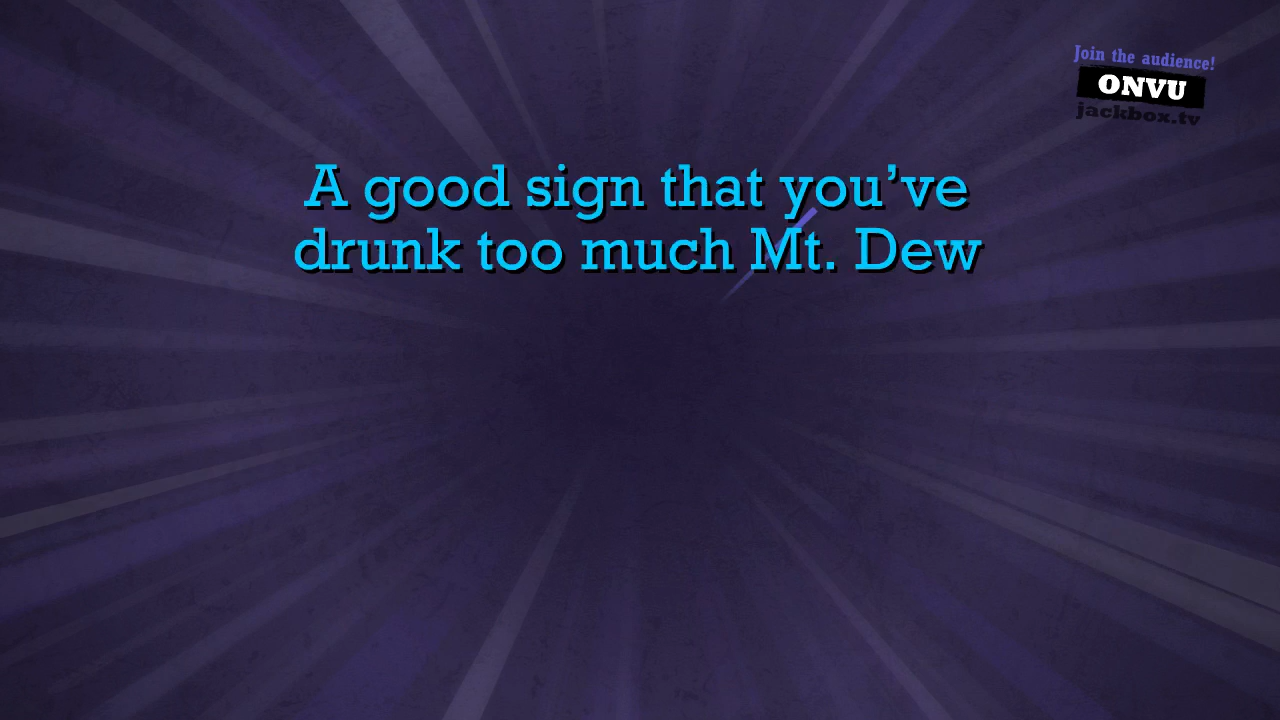 Join the audience!
ONVU
jackbox.tv
A good sign that you’ve
drunk too much Mt. Dew